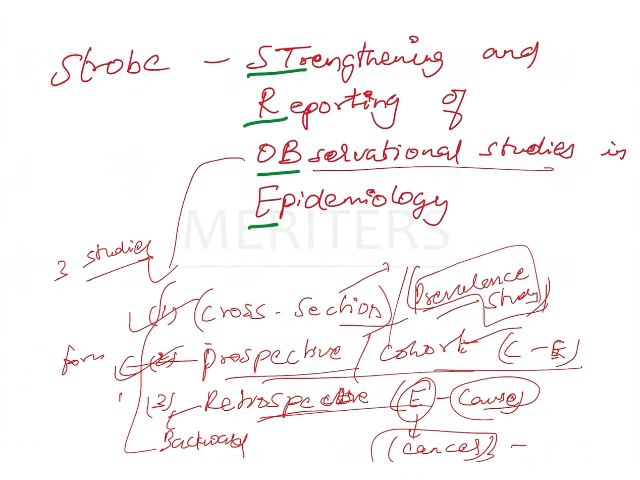 Strobe - STrengthening and
Reporting of
OBservational studies in
Epidemiology
MERITERS
3 studies
(1) (Cross-section) / (Prevalence study)
forw (2) Prospective / Cohort (C - E)
(3) Retrospective (E - Cause)
Backward
(Cancer) -